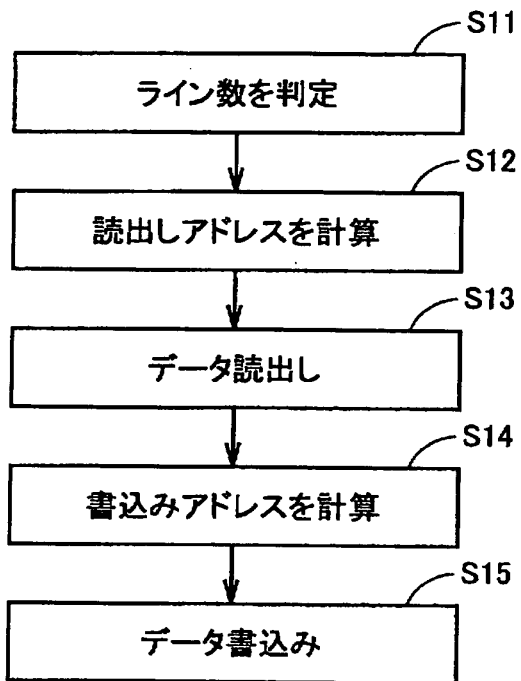 S11
ライン数を判定
S12
読出しアドレスを計算
S13
データ読出し
S14
書込みアドレスを計算
S15
データ書込み